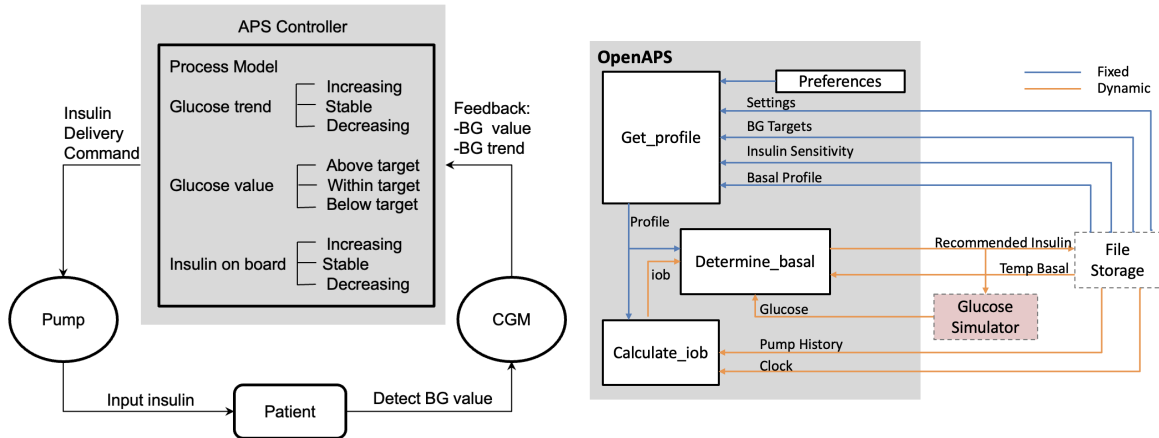 APS Controller
Process Model
Glucose trend
Increasing
Stable
Decreasing
Glucose value
Above target
Within target
Below target
Insulin on board
Increasing
Stable
Decreasing
Insulin
Delivery
Command
Feedback:
-BG value
-BG trend
Pump
CGM
Input insulin
Patient
Detect BG value
OpenAPS
Get_profile
Preferences
Settings
BG Targets
Insulin Sensitivity
Basal Profile
Fixed
Dynamic
Profile
iob
Determine_basal
Recommended Insulin
Temp Basal
File
Storage
Glucose
Glucose
Simulator
Calculate_iob
Pump History
Clock